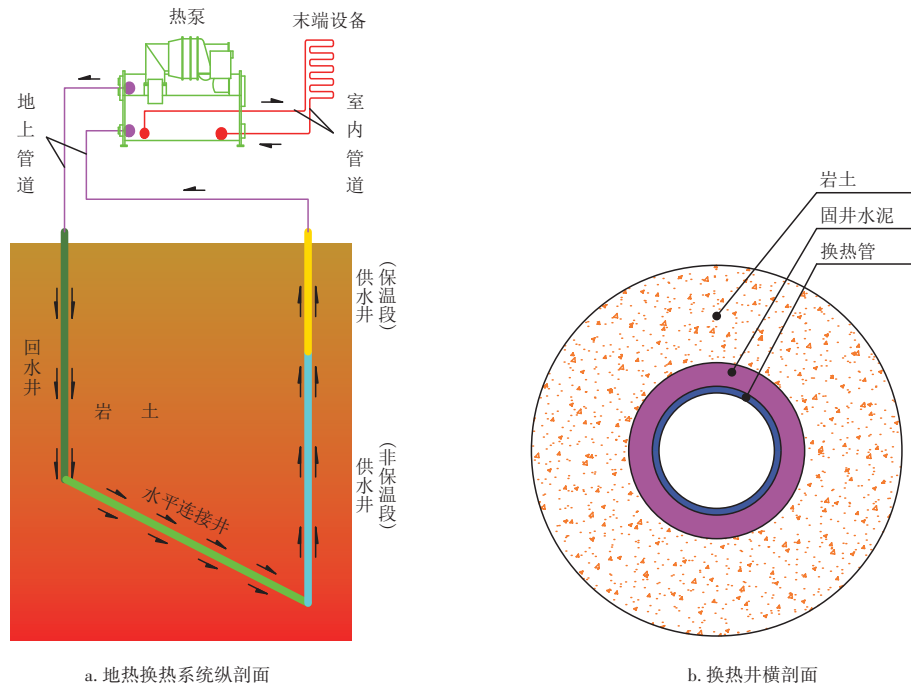 热泵
末端设备
地上管道
室内管道
岩土
固井水泥
换热管
供水井
(保温段)
回水井
岩 土
供水井
(非保温段)
水平连接井
a. 地热换热系统纵剖面
b. 换热井横剖面